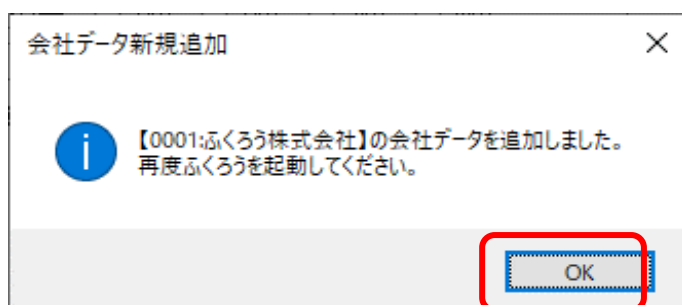 会社データ新規追加
【0001:ふくろう株式会社】の会社データを追加しました。
再度ふくろうを起動してください。
OK